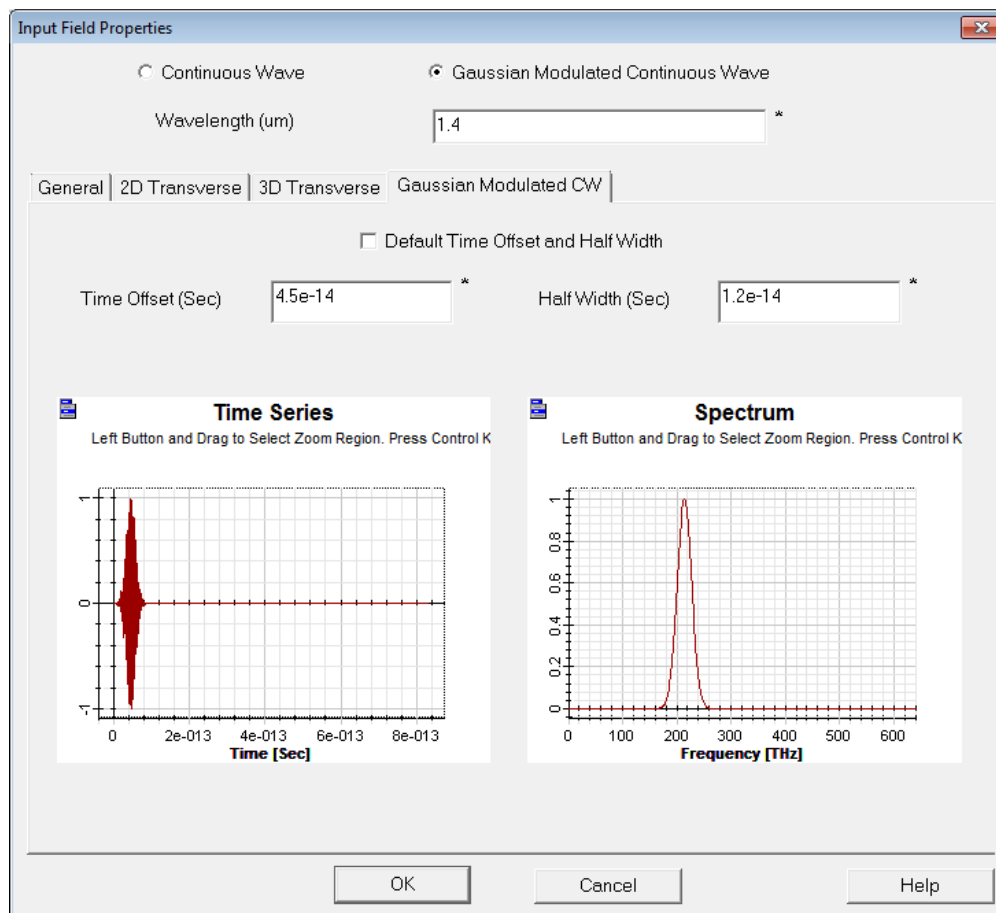 Input Field Properties
Continuous Wave
Gaussian Modulated Continuous Wave
Wavelength (um)
1.4
*
General
2D Transverse
3D Transverse
Gaussian Modulated CW
Default Time Offset and Half Width
Time Offset (Sec)
4.5e-14
*
Half Width (Sec)
1.2e-14
*
Time Series
Left Button and Drag to Select Zoom Region. Press Control K
1
0
-1
0 2e-013 4e-013 6e-013 8e-013
Time [Sec]
Spectrum
Left Button and Drag to Select Zoom Region. Press Control K
1
0.8
0.6
0.4
0.2
0
0 100 200 300 400 500 600
Frequency [THz]
OK
Cancel
Help